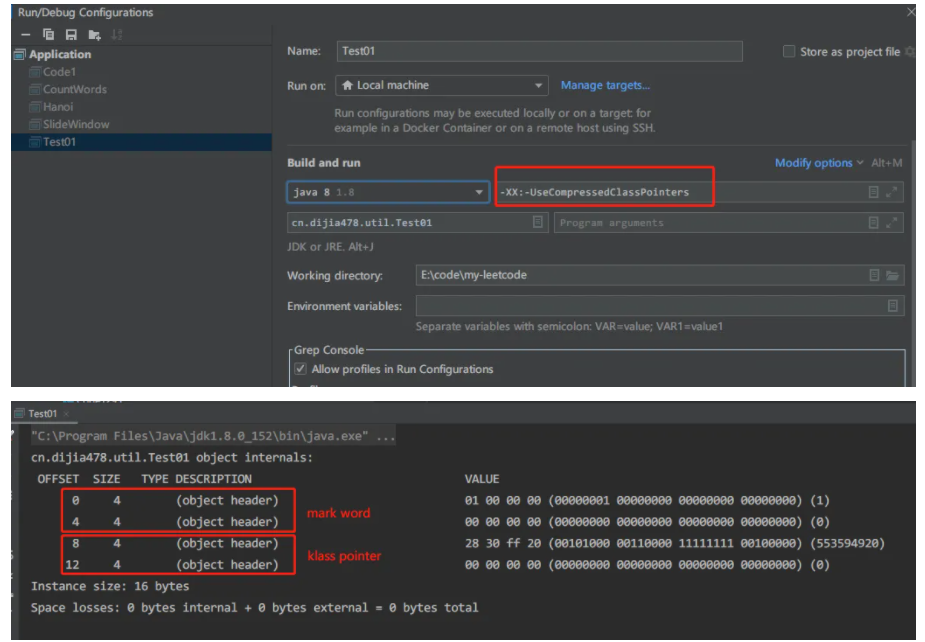 Run/Debug Configurations
Application
Code1
CountWords
Hanoi
SlideWindow
Test01
Name: Test01 Store as project file
Run on: Local machine Manage targets...
Run configurations may be executed locally or on a target: for
example in a Docker Container or on a remote host using SSH.
Build and run Modify options Alt+M
java 8 1.8 -XX:-UseCompressedClassPointers
cn.dijia478.util.Test01 Program arguments
JDK or JRE. Alt+J
Working directory: E:\code\my-leetcode
Environment variables:
Separate variables with semicolon: VAR=value; VAR1=value1
Grep Console
Allow profiles in Run Configurations
Test01
"C:\Program Files\Java\jdk1.8.0_152\bin\java.exe" ...
cn.dijia478.util.Test01 object internals:
OFFSET SIZE TYPE DESCRIPTION VALUE
0 4 (object header) 01 00 00 00 (00000001 00000000 00000000 00000000) (1)
mark word
4 4 (object header) 00 00 00 00 (00000000 00000000 00000000 00000000) (0)
8 4 (object header) 28 30 ff 20 (00101000 00110000 11111111 00100000) (553594920)
klass pointer
12 4 (object header) 00 00 00 00 (00000000 00000000 00000000 00000000) (0)
Instance size: 16 bytes
Space losses: 0 bytes internal + 0 bytes external = 0 bytes total